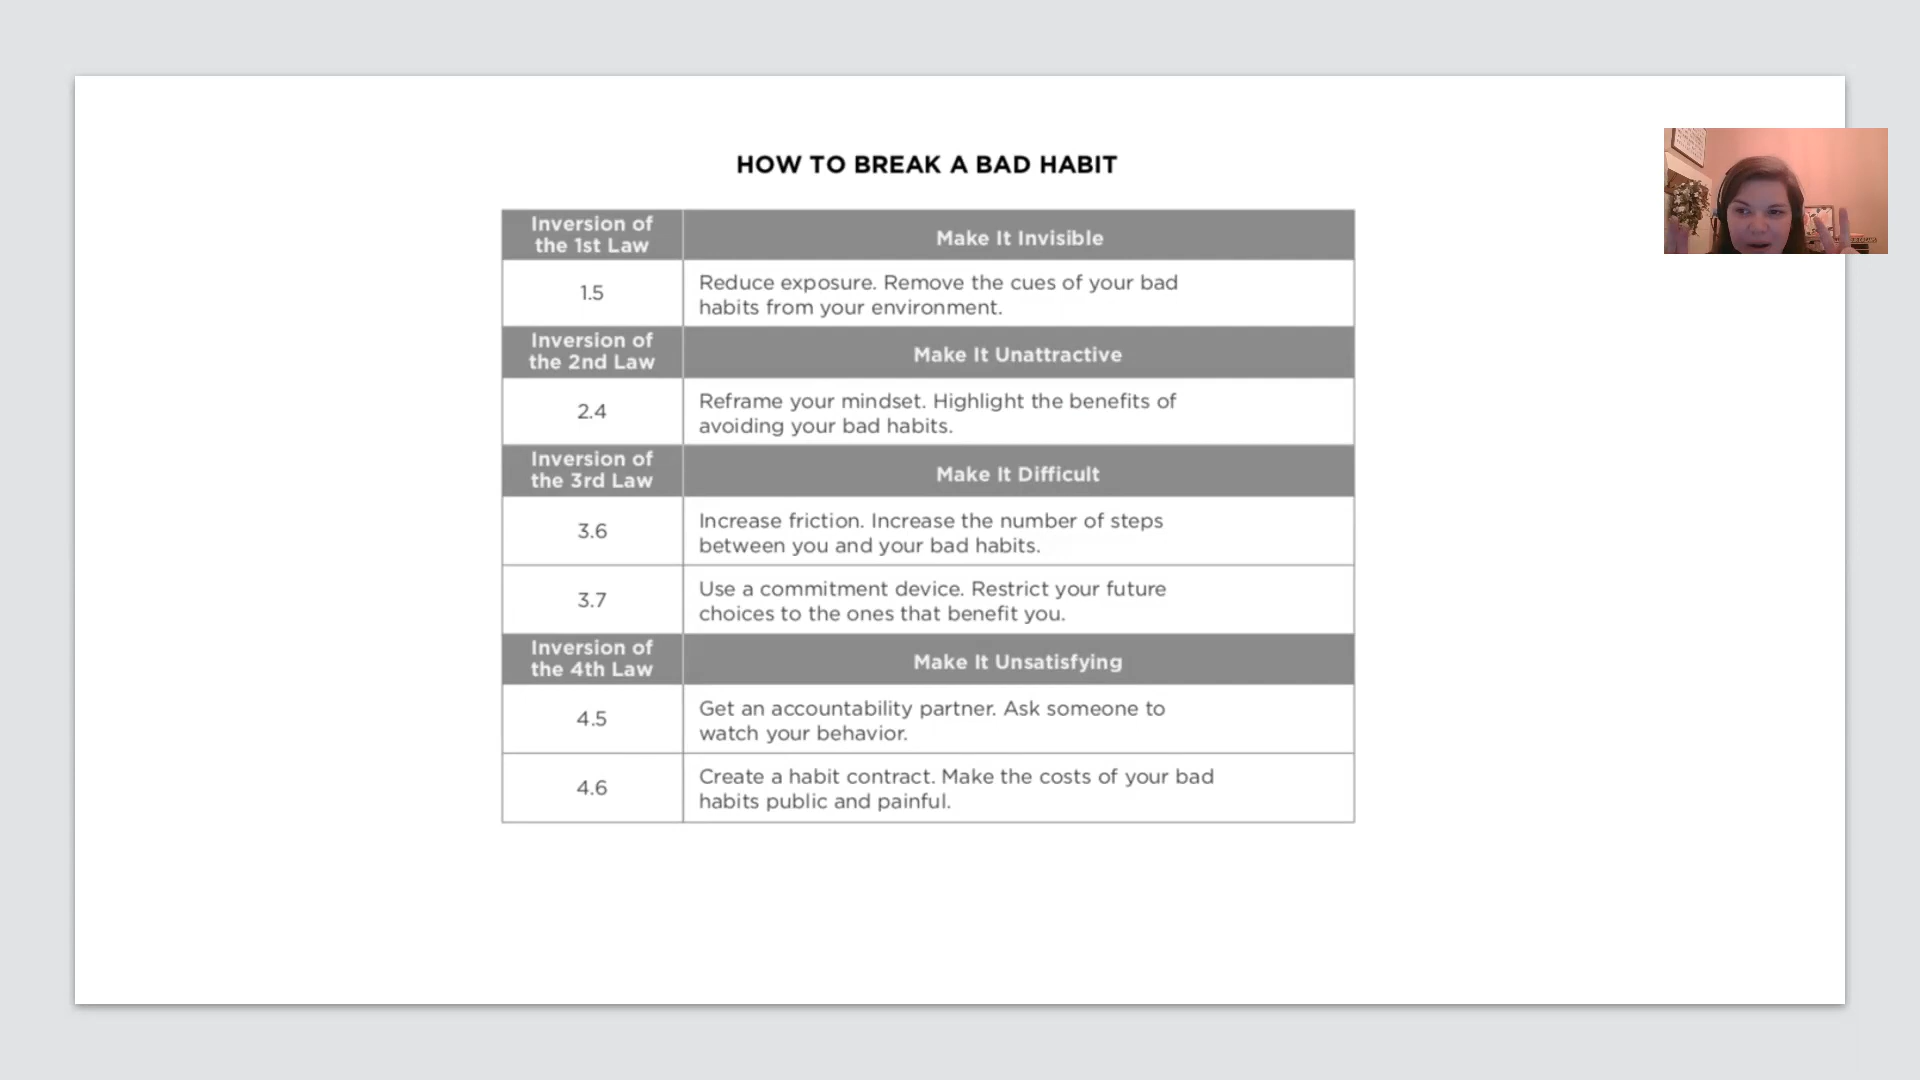 HOW TO BREAK A BAD HABIT
Inversion of
the 1st Law
Make It Invisible
1.5
Reduce exposure. Remove the cues of your bad
habits from your environment.
Inversion of
the 2nd Law
Make It Unattractive
2.4
Reframe your mindset. Highlight the benefits of
avoiding your bad habits.
Inversion of
the 3rd Law
Make It Difficult
3.6
Increase friction. Increase the number of steps
between you and your bad habits.
3.7
Use a commitment device. Restrict your future
choices to the ones that benefit you.
Inversion of
the 4th Law
Make It Unsatisfying
4.5
Get an accountability partner. Ask someone to
watch your behavior.
4.6
Create a habit contract. Make the costs of your bad
habits public and painful.